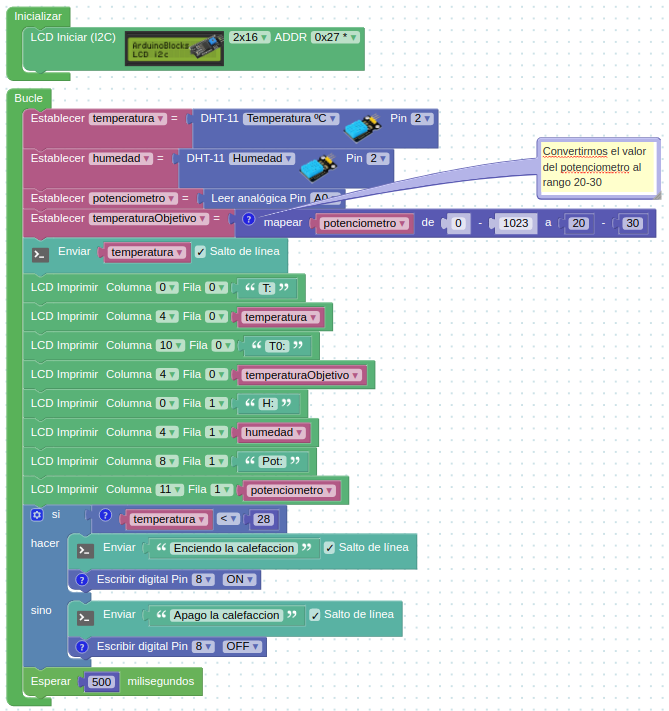 Inicializar
LCD Iniciar (I2C) ArduinoBlocks LCD i2c 2x16 ADDR 0x27 *
Bucle
Establecer temperatura = DHT-11 Temperatura ºC Pin 2
Establecer humedad = DHT-11 Humedad Pin 2
Convertirmos el valor
del potenciometro al
rango 20-30
Establecer potenciometro = Leer analógica Pin A0
Establecer temperaturaObjetivo = ? mapear potenciometro de 0 - 1023 a 20 - 30
Enviar temperatura Salto de línea
LCD Imprimir Columna 0 Fila 0 “ T: ”
LCD Imprimir Columna 4 Fila 0 temperatura
LCD Imprimir Columna 10 Fila 0 “ T0: ”
LCD Imprimir Columna 4 Fila 0 temperaturaObjetivo
LCD Imprimir Columna 0 Fila 1 “ H: ”
LCD Imprimir Columna 4 Fila 1 humedad
LCD Imprimir Columna 8 Fila 1 “ Pot: ”
LCD Imprimir Columna 11 Fila 1 potenciometro
si ? temperatura < 28
hacer Enviar “ Enciendo la calefaccion ” Salto de línea
? Escribir digital Pin 8 ON
sino Enviar “ Apago la calefaccion ” Salto de línea
? Escribir digital Pin 8 OFF
Esperar 500 milisegundos